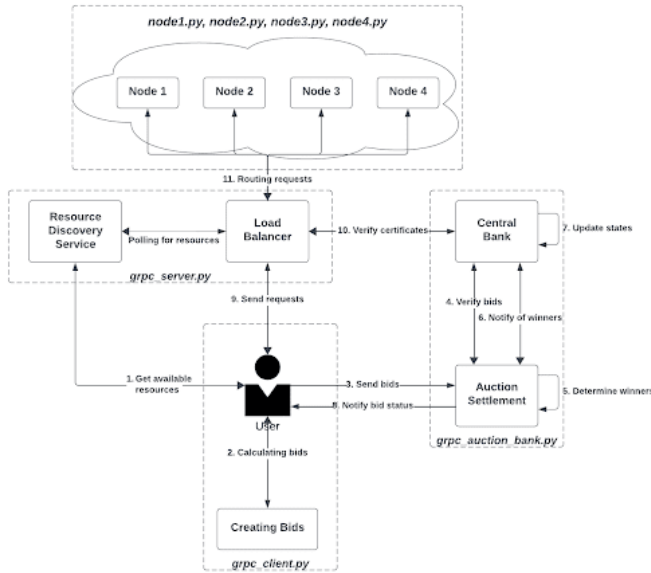 node1.py, node2.py, node3.py, node4.py
Node 1
Node 2
Node 3
Node 4
11. Routing requests
Resource
Discovery
Service
Polling for resources
Load
Balancer
10. Verify certificates
Central
Bank
7. Update states
grpc_server.py
9. Send requests
4. Verify bids
6. Notify of winners
1. Get available
resources
3. Send bids
8. Notify bid status
Auction
Settlement
5. Determine winners
User
grpc_auction_bank.py
2. Calculating bids
Creating Bids
grpc_client.py